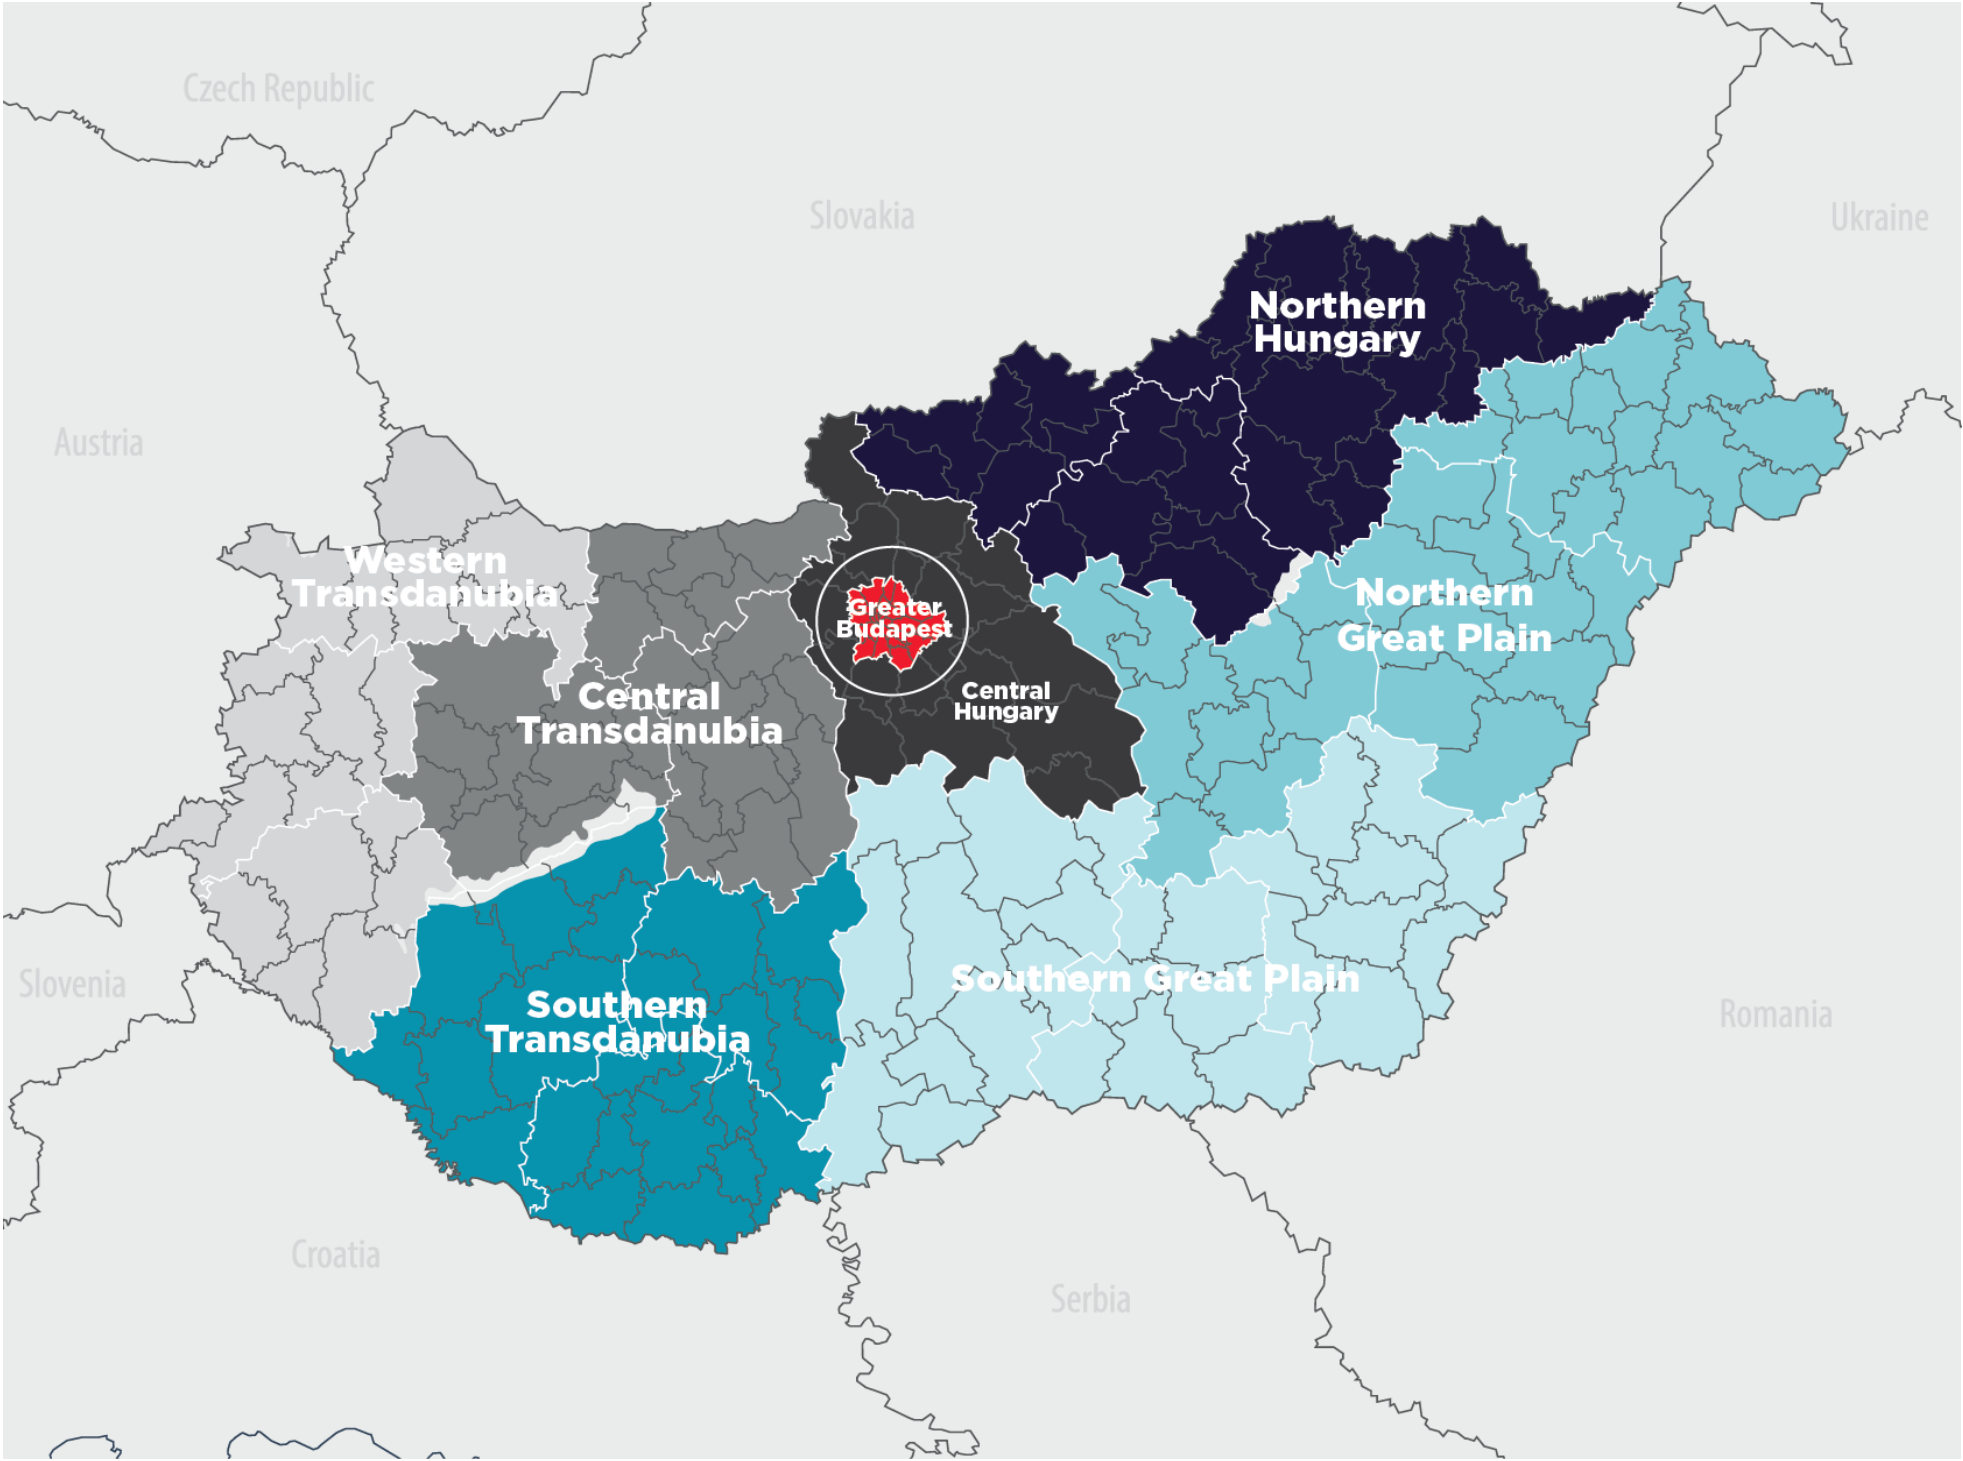 Czech Republic
Slovakia
Ukraine
Northern
Hungary
Austria
Western
Transdanubia
Greater
Budapest
Northern
Great Plain
Central
Transdanubia
Central
Hungary
Southern Great Plain
Slovenia
Southern
Transdanubia
Romania
Croatia
Serbia